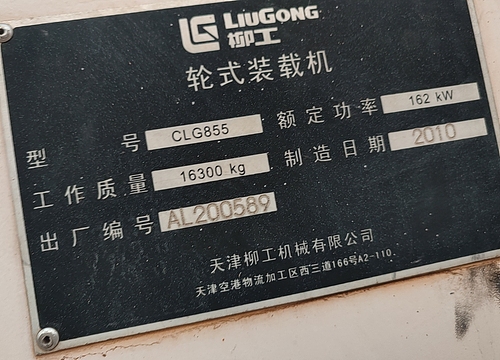 LIUGONG
柳工
轮式装载机
型号 CLG855 额定功率 162 kW
工作质量 16300 kg 制造日期 2010
出厂编号 AL200589
天津柳工机械有限公司
天津空港物流加工区西三道166号A2-110